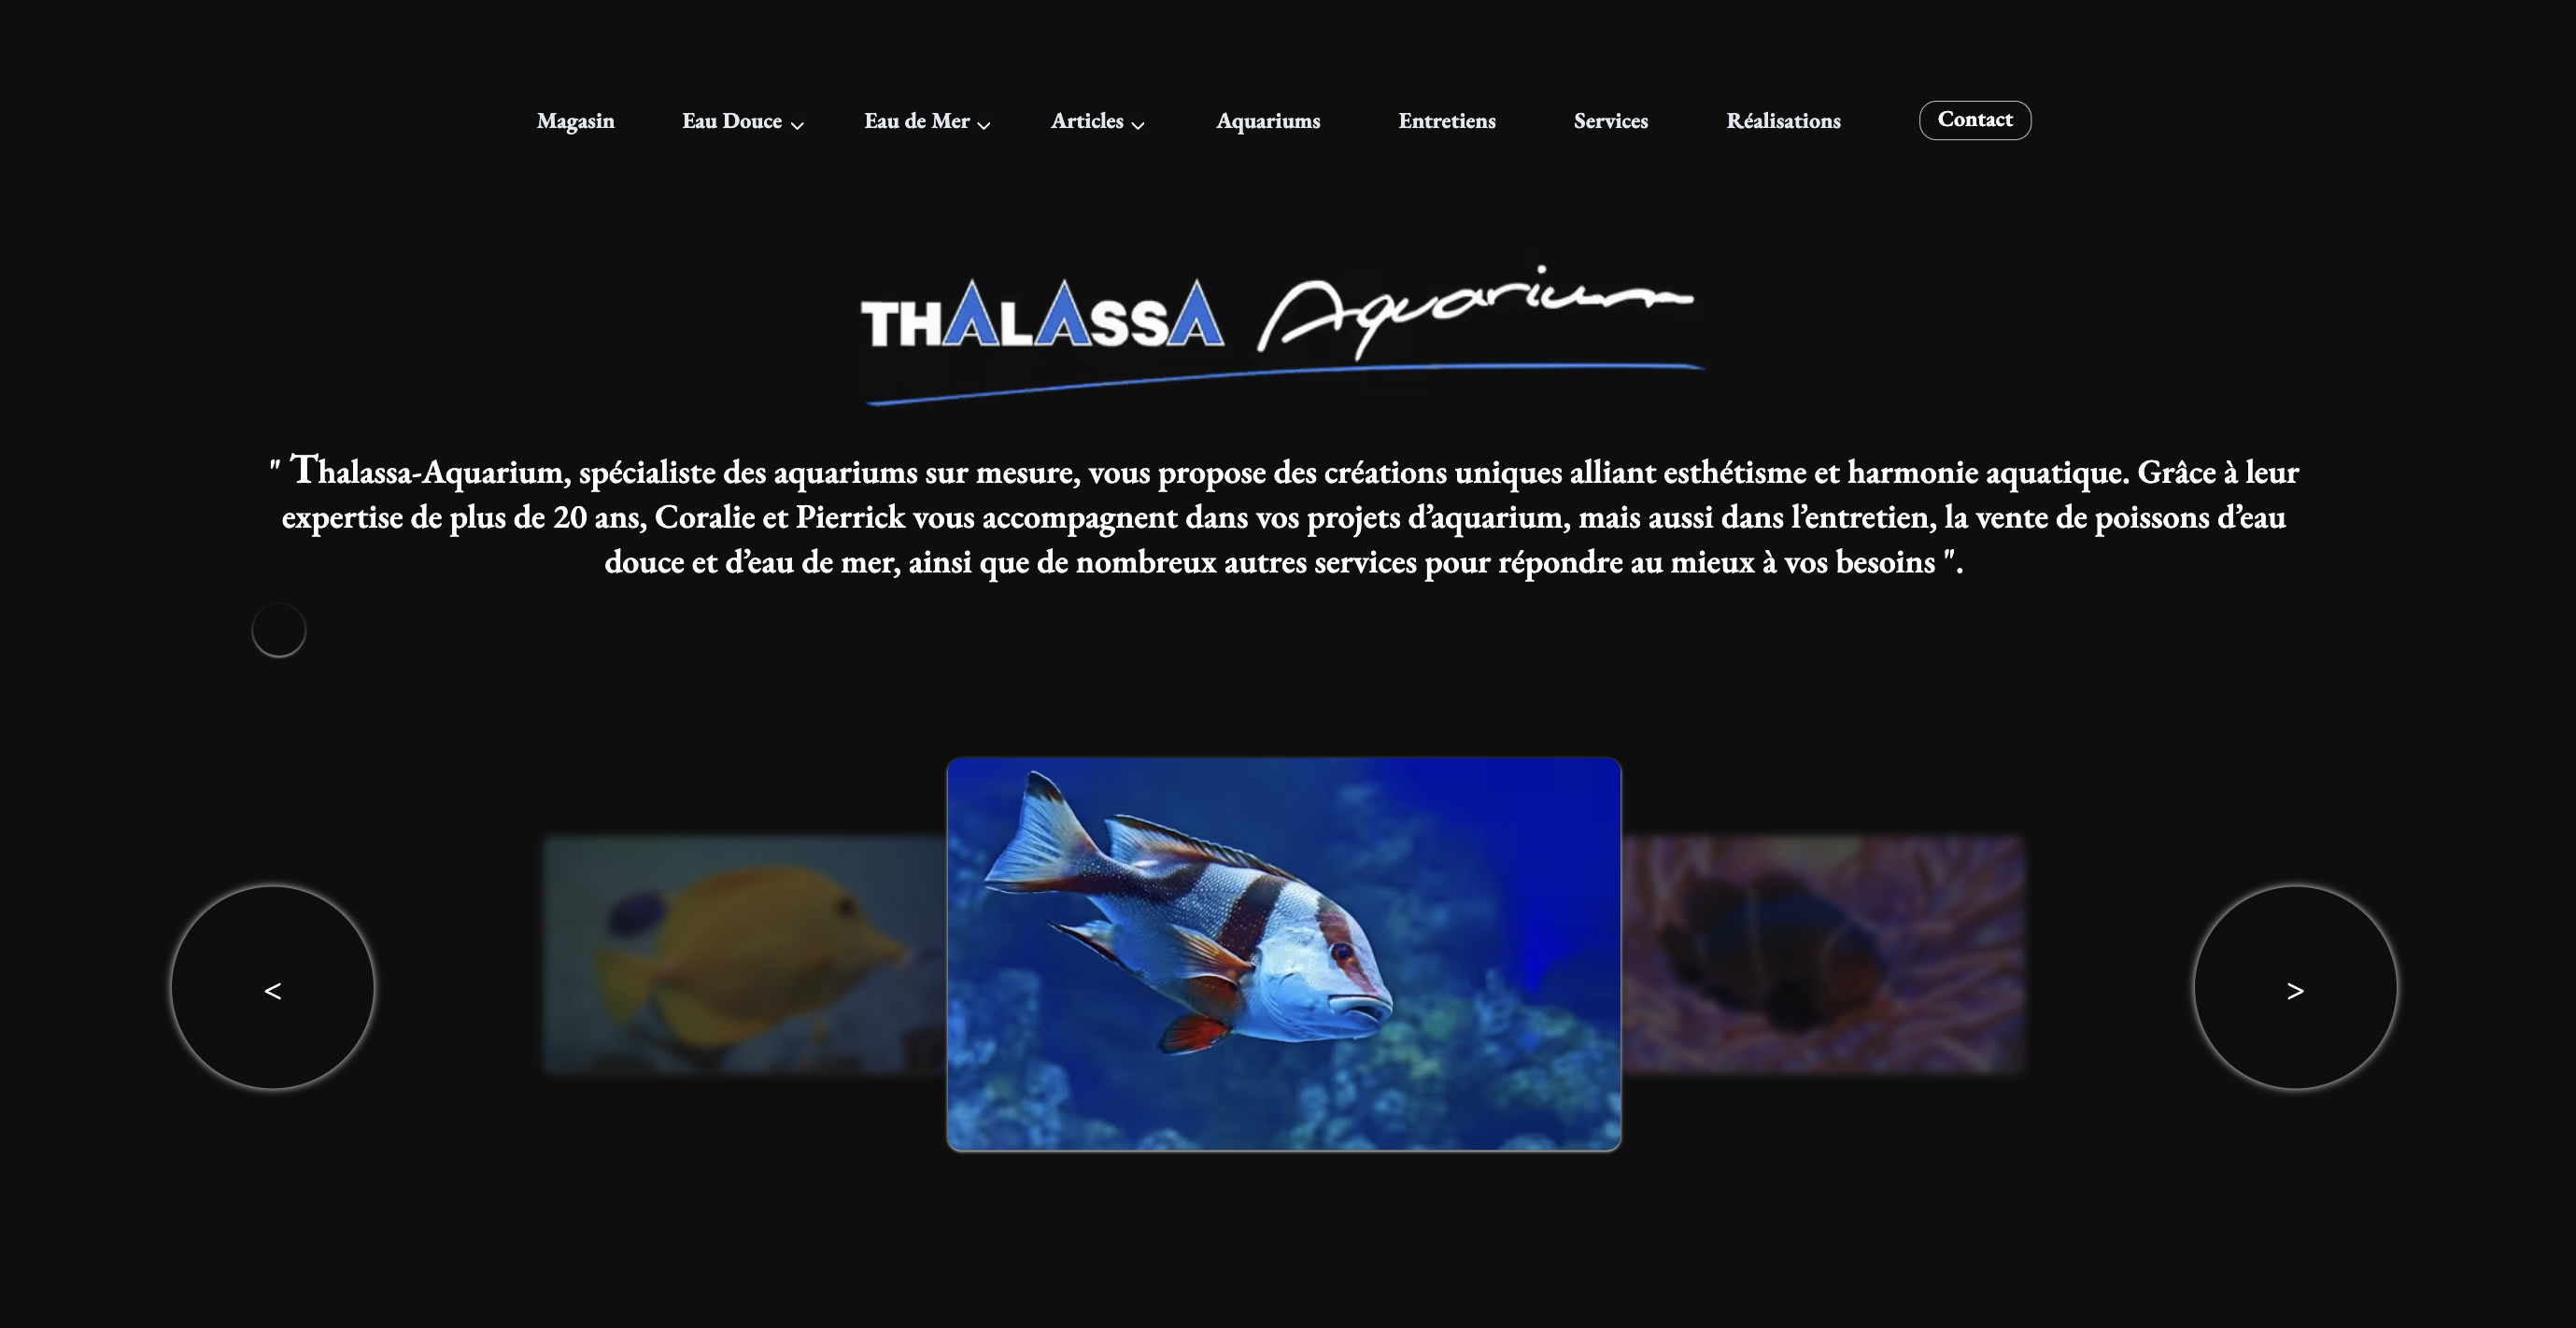 Magasin Eau Douce Eau de Mer Articles Aquariums Entretiens Services Réalisations Contact
THALASSA Aquarium
" Thalassa-Aquarium, spécialiste des aquariums sur mesure, vous propose des créations uniques alliant esthétisme et harmonie aquatique. Grâce à leur
expertise de plus de 20 ans, Coralie et Pierrick vous accompagnent dans vos projets d’aquarium, mais aussi dans l’entretien, la vente de poissons d’eau
douce et d’eau de mer, ainsi que de nombreux autres services pour répondre au mieux à vos besoins ".
< >